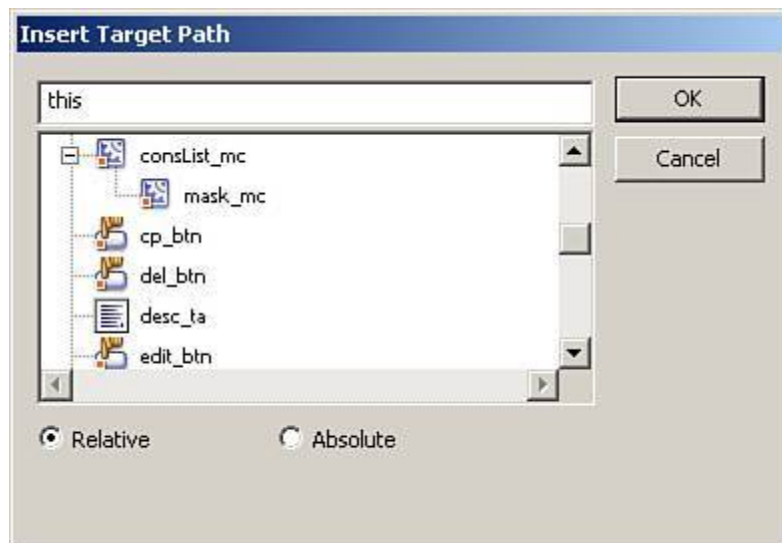 Insert Target Path
this
OK
Cancel
consList_mc
mask_mc
cp_btn
del_btn
desc_ta
edit_btn
Relative
Absolute